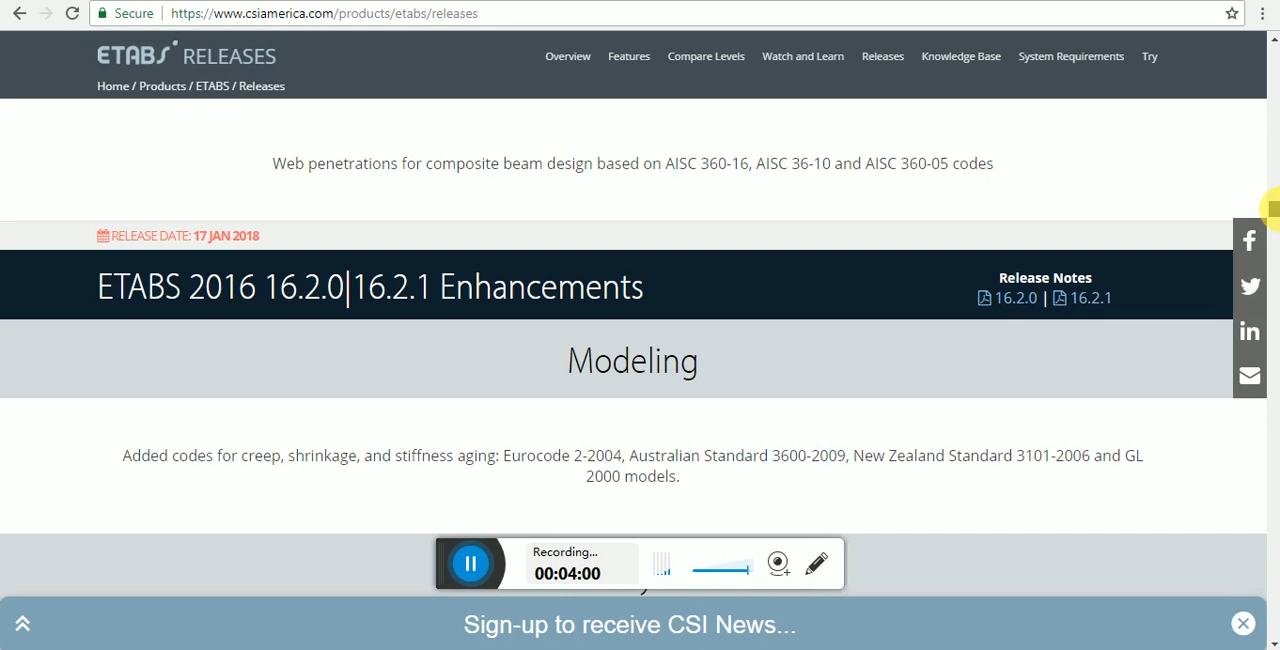 Secure
https://www.csiamerica.com/products/etabs/releases
ETABS RELEASES
Overview Features Compare Levels Watch and Learn Releases Knowledge Base System Requirements Try
Home / Products / ETABS / Releases
Web penetrations for composite beam design based on AISC 360-16, AISC 36-10 and AISC 360-05 codes
RELEASE DATE: 17 JAN 2018
ETABS 2016 16.2.0|16.2.1 Enhancements
Release Notes
16.2.0 | 16.2.1
Modeling
Added codes for creep, shrinkage, and stiffness aging: Eurocode 2-2004, Australian Standard 3600-2009, New Zealand Standard 3101-2006 and GL
2000 models.
Recording...
00:04:00
Sign-up to receive CSI News...